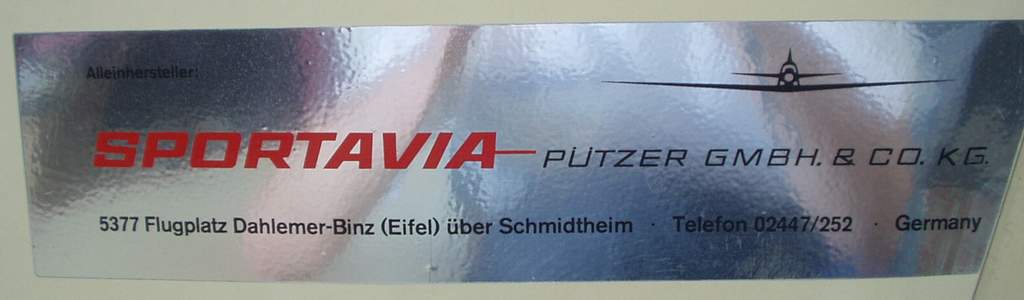 Alleinhersteller:
SPORTAVIA PÜTZER GMBH. & CO. KG.
5377 Flugplatz Dahlemer-Binz (Eifel) über Schmidtheim · Telefon 02447/252 · Germany